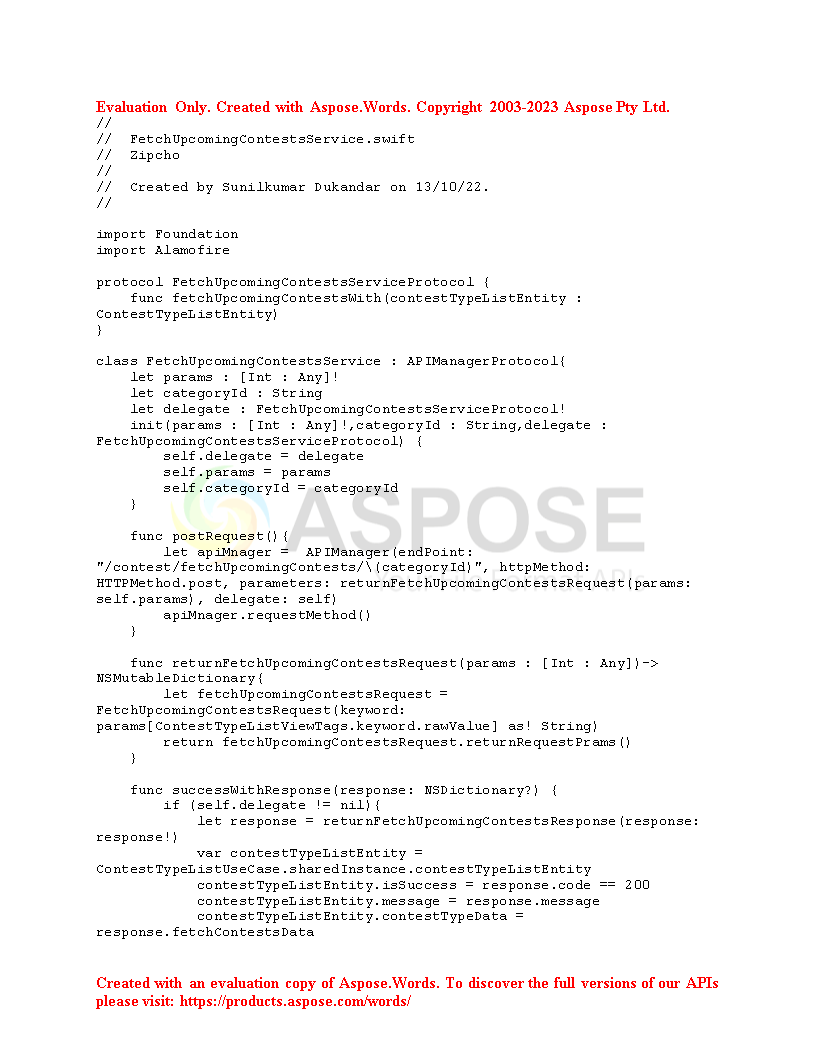 Evaluation Only. Created with Aspose.Words. Copyright 2003-2023 Aspose Pty Ltd.
//
//  FetchUpcomingContestsService.swift
//  Zipcho
//
//  Created by Sunilkumar Dukandar on 13/10/22.
//
import Foundation
import Alamofire
protocol FetchUpcomingContestsServiceProtocol {
    func fetchUpcomingContestsWith(contestTypeListEntity :
ContestTypeListEntity)
}
class FetchUpcomingContestsService : APIManagerProtocol{
    let params : [Int : Any]!
    let categoryId : String
    let delegate : FetchUpcomingContestsServiceProtocol!
    init(params : [Int : Any]!,categoryId : String,delegate :
FetchUpcomingContestsServiceProtocol) {
        self.delegate = delegate
        self.params = params
        self.categoryId = categoryId
    }
ASPOSE
    func postRequest(){
        let apiMnager =  APIManager(endPoint:
"/contest/fetchUpcomingContests/\(categoryId)", httpMethod:
HTTPMethod.post, parameters: returnFetchUpcomingContestsRequest(params:
self.params), delegate: self)
        apiMnager.requestMethod()
    }
    func returnFetchUpcomingContestsRequest(params : [Int : Any])->
NSMutableDictionary{
        let fetchUpcomingContestsRequest =
FetchUpcomingContestsRequest(keyword:
params[ContestTypeListViewTags.keyword.rawValue] as! String)
        return fetchUpcomingContestsRequest.returnRequestPrams()
    }
    func successWithResponse(response: NSDictionary?) {
        if (self.delegate != nil){
            let response = returnFetchUpcomingContestsResponse(response:
response!)
            var contestTypeListEntity =
ContestTypeListUseCase.sharedInstance.contestTypeListEntity
            contestTypeListEntity.isSuccess = response.code == 200
            contestTypeListEntity.message = response.message
            contestTypeListEntity.contestTypeData =
response.fetchContestsData
Created with an evaluation copy of Aspose.Words. To discover the full versions of our APIs
please visit: https://products.aspose.com/words/